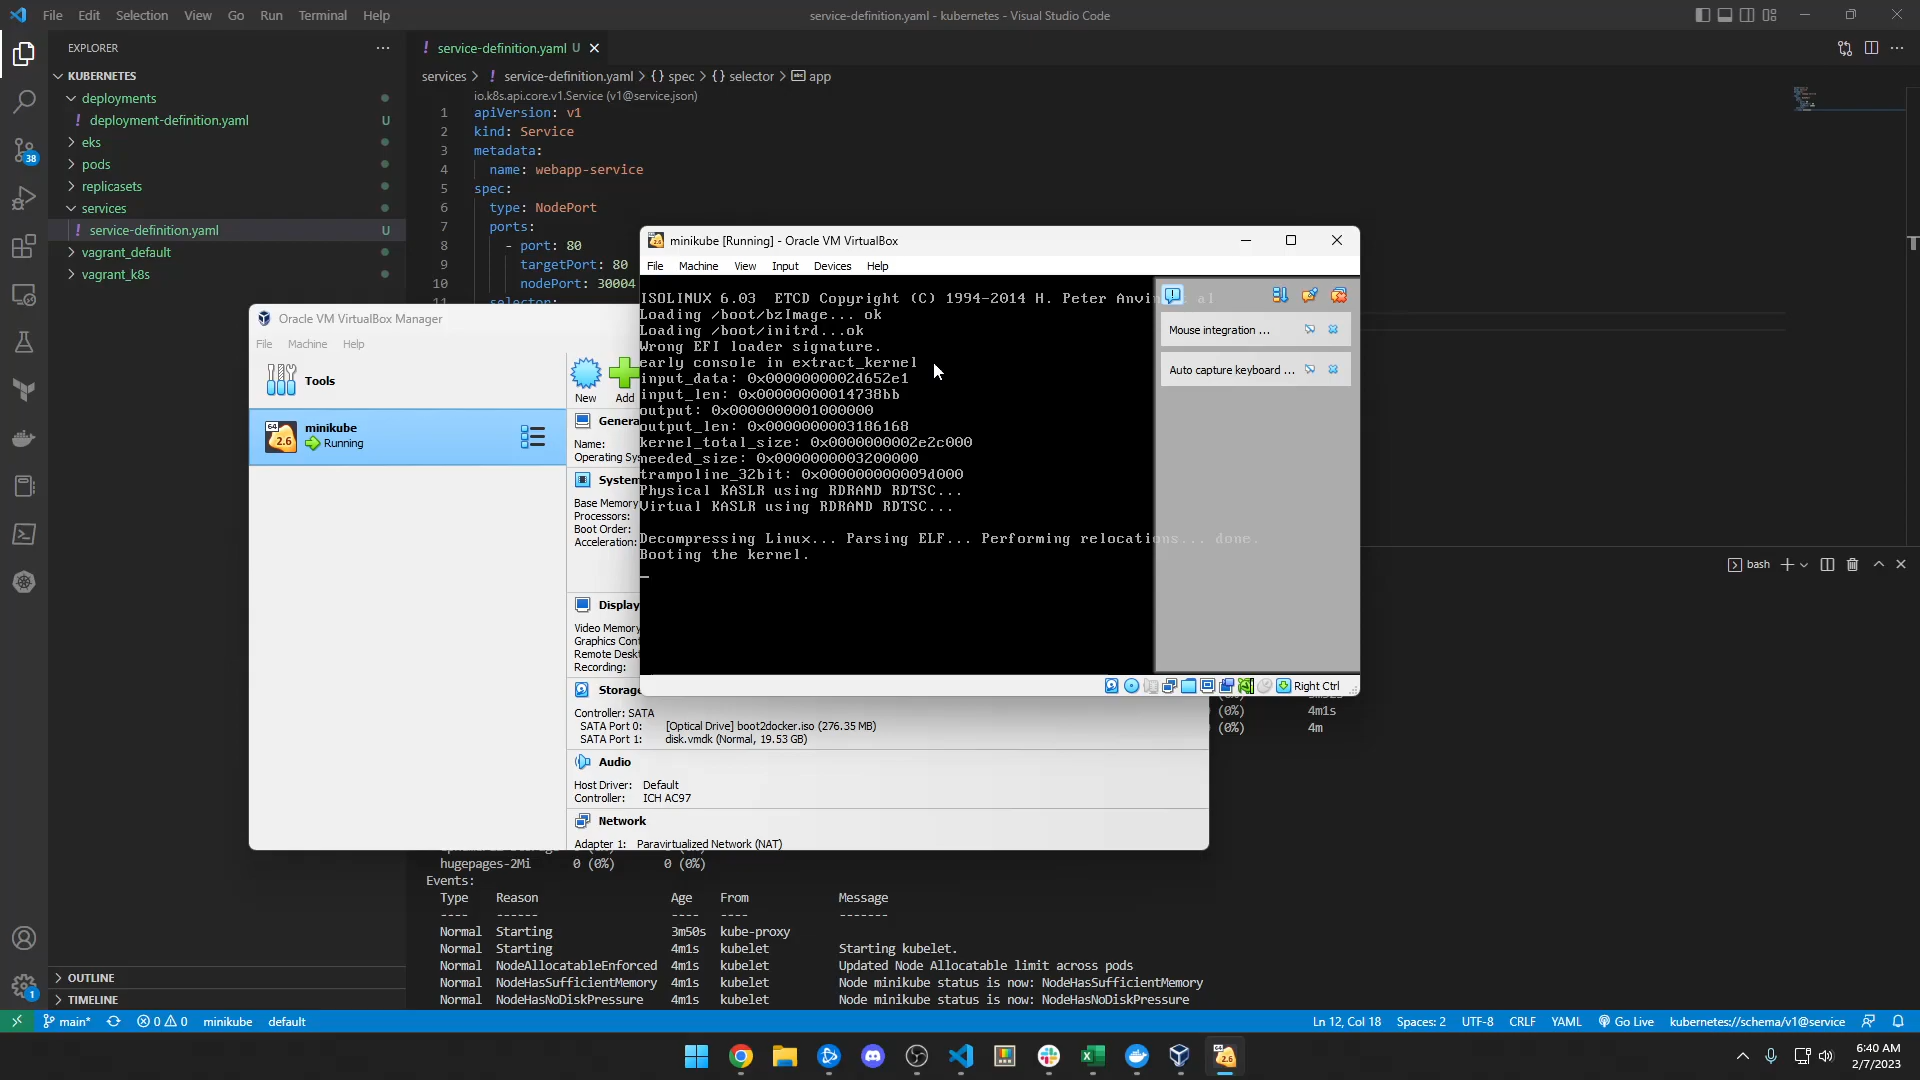 File Edit Selection View Go Run Terminal Help
service-definition.yaml - kubernetes - Visual Studio Code
EXPLORER
KUBERNETES
deployments
deployment-definition.yaml U
eks
pods
replicasets
services
service-definition.yaml U
vagrant_default
vagrant_k8s
38
service-definition.yaml U
services > ! service-definition.yaml > {} spec > {} selector > abc app
io.k8s.api.core.v1.Service (v1@service.json)
1 apiVersion: v1
2 kind: Service
3 metadata:
4 name: webapp-service
5 spec:
6 type: NodePort
7 ports:
8 - port: 80
9 targetPort: 80
10 nodePort: 30004
11 selector:
Oracle VM VirtualBox Manager
File Machine Help
Tools
New Add
64
2.6
minikube
Running
General
Name:
System
Base Memory
Processors:
Boot Order:
Acceleration:
Display
Recording:
Storage
Controller: SATA
SATA Port 0: [Optical Drive] boot2docker.iso (276.35 MB)
SATA Port 1: disk.vmdk (Normal, 19.53 GB)
Audio
Host Driver: Default
Controller: ICH AC97
Network
Adapter 1: Paravirtualized Network (NAT)
minikube [Running] - Oracle VM VirtualBox
File Machine View Input Devices Help
ISOLINUX 6.03 ETCD Copyright (C) 1994-2014 H. Peter Anvin et al
Loading /boot/bzImage... ok
Loading /boot/initrd...ok
Wrong EFI loader signature.
early console in extract_kernel
input_data: 0x0000000002d652e1
input_len: 0x00000000014738bb
output: 0x0000000001000000
output_len: 0x0000000003186168
kernel_total_size: 0x0000000002e2c000
needed_size: 0x0000000003200000
trampoline_32bit: 0x000000000009d000
Physical KASLR using RDRAND RDTSC...
Virtual KASLR using RDRAND RDTSC...
Decompressing Linux... Parsing ELF... Performing relocations... done.
Booting the kernel.
Mouse integration ...
Auto capture keyboard ...
Right Ctrl
bash
(0%) 4m1s
(0%) 4m
hugepages-2Mi 0 (0%) 0 (0%)
Events:
Type Reason Age From Message
---- ------ ---- ---- -------
Normal Starting 3m50s kube-proxy
Normal Starting 4m1s kubelet Starting kubelet.
Normal NodeAllocatableEnforced 4m1s kubelet Updated Node Allocatable limit across pods
Normal NodeHasSufficientMemory 4m1s kubelet Node minikube status is now: NodeHasSufficientMemory
Normal NodeHasNoDiskPressure 4m1s kubelet Node minikube status is now: NodeHasNoDiskPressure
OUTLINE
TIMELINE
1
main* 0 0 minikube default
Ln 12, Col 18 Spaces: 2 UTF-8 CRLF YAML Go Live kubernetes://schema/v1@service
6:40 AM
2/7/2023